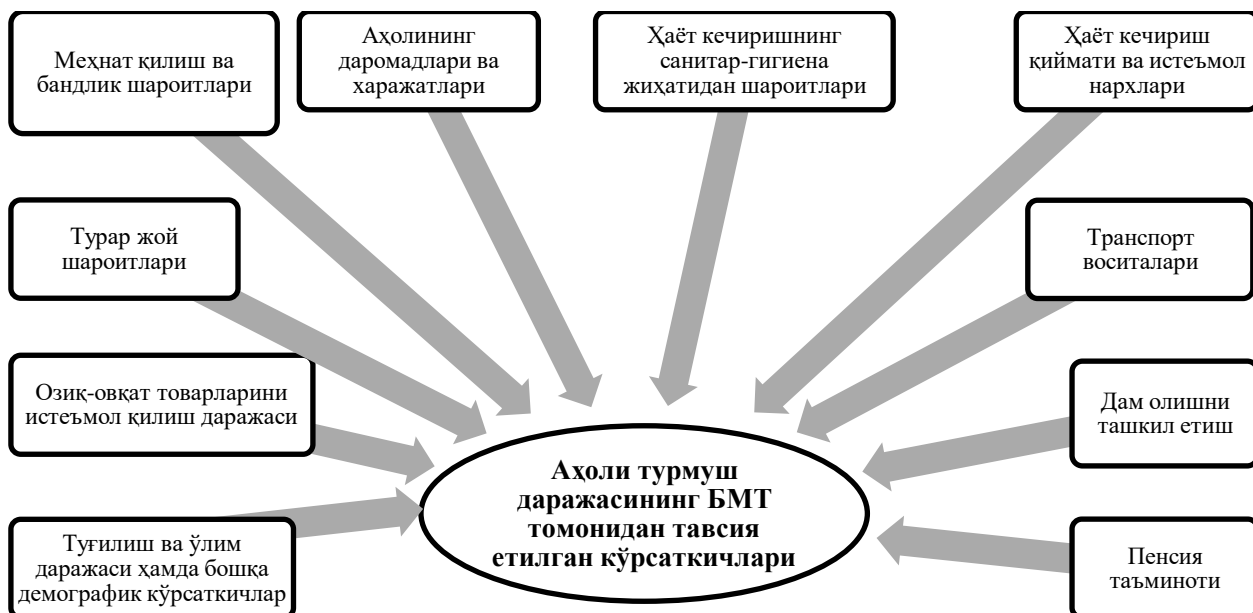 Меҳнат қилиш ва
бандлик шароитлари
Аҳолининг
даромадлари ва
харажатлари
Ҳаёт кечиришнинг
санитар-гигиена
жиҳатидан шароитлари
Ҳаёт кечириш
қиймати ва истеъмол
нархлари
Турар жой
шароитлари
Транспорт
воситалари
Озиқ-овқат товарларини
истеъмол қилиш даражаси
Дам олишни
ташкил етиш
Туғилиш ва ўлим
даражаси ҳамда бошқа
демографик кўрсаткичлар
Пенсия
таъминоти
Аҳоли турмуш
даражасининг БМТ
томонидан тавсия
етилган кўрсаткичлари